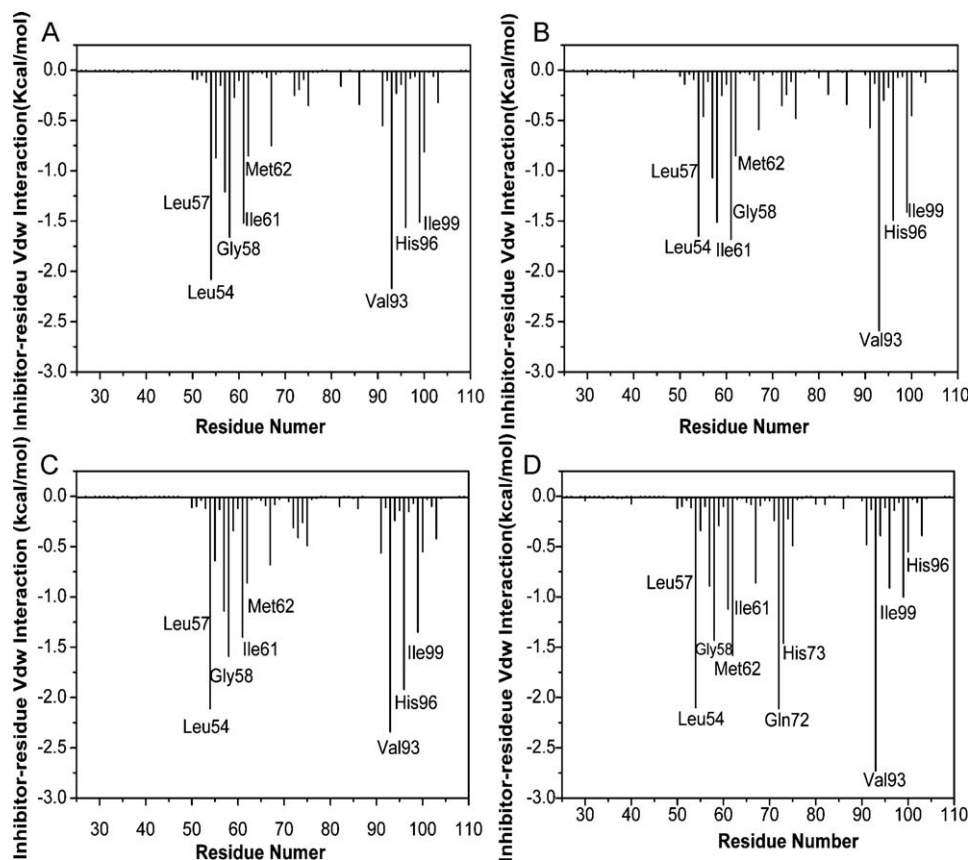 A
Inhibitor-resideu Vdw Interaction(Kcal/mol)
0.0
-0.5
-1.0
-1.5
-2.0
-2.5
-3.0
Met62
Leu57
Ile61
Gly58
Leu54
Ile99
His96
Val93
30 40 50 60 70 80 90 100 110
Residue Numer
B
Inhibitor-residue Vdw Interaction(Kcal/mol)
0.0
-0.5
-1.0
-1.5
-2.0
-2.5
-3.0
Met62
Leu57
Gly58
Leu54
Ile61
Ile99
His96
Val93
30 40 50 60 70 80 90 100 110
Residue Number
C
Inhibitor-residue Vdw Interaction (kcal/mol)
0.0
-0.5
-1.0
-1.5
-2.0
-2.5
-3.0
Met62
Leu57
Ile61
Gly58
Leu54
Ile99
His96
Val93
30 40 50 60 70 80 90 100 110
Residue Numer
D
Inhibitor-resideue Vdw Interaction(kcal/mol)
0.0
-0.5
-1.0
-1.5
-2.0
-2.5
-3.0
Leu57
Ile61
Gly58
Met62
His73
Leu54
Gln72
His96
Ile99
Val93
30 40 50 60 70 80 90 100 110
Residue Number